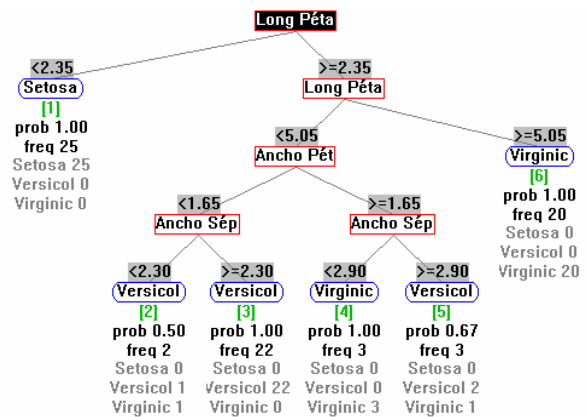 Long Péta
<2.35
>=2.35
Setosa
Long Péta
[1]
prob 1.00
freq 25
Setosa 25
Versicol 0
Virginic 0
<5.05
>=5.05
Ancho Pét
Virginic
[6]
prob 1.00
freq 20
Setosa 0
Versicol 0
Virginic 20
<1.65
>=1.65
Ancho Sép
Ancho Sép
<2.30
>=2.30
<2.90
>=2.90
Versicol
Versicol
Virginic
Versicol
[2]
prob 0.50
freq 2
Setosa 0
Versicol 1
Virginic 1
[3]
prob 1.00
freq 22
Setosa 0
Versicol 22
Virginic 0
[4]
prob 1.00
freq 3
Setosa 0
Versicol 0
Virginic 3
[5]
prob 0.67
freq 3
Setosa 0
Versicol 2
Virginic 1